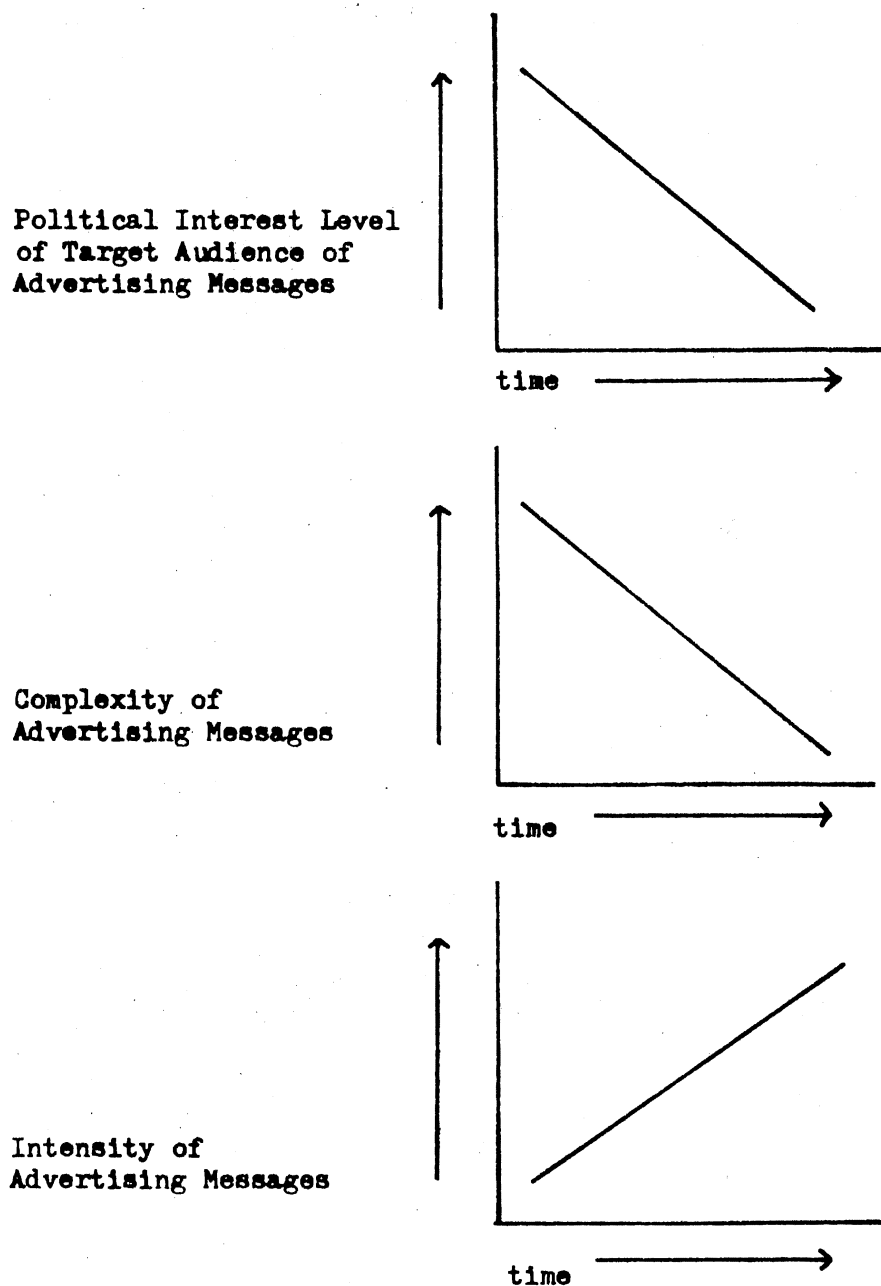 Political Interest Level
of Target Audience of
Advertising Messages
time
Complexity of
Advertising Messages
time
Intensity of
Advertising Messages
time